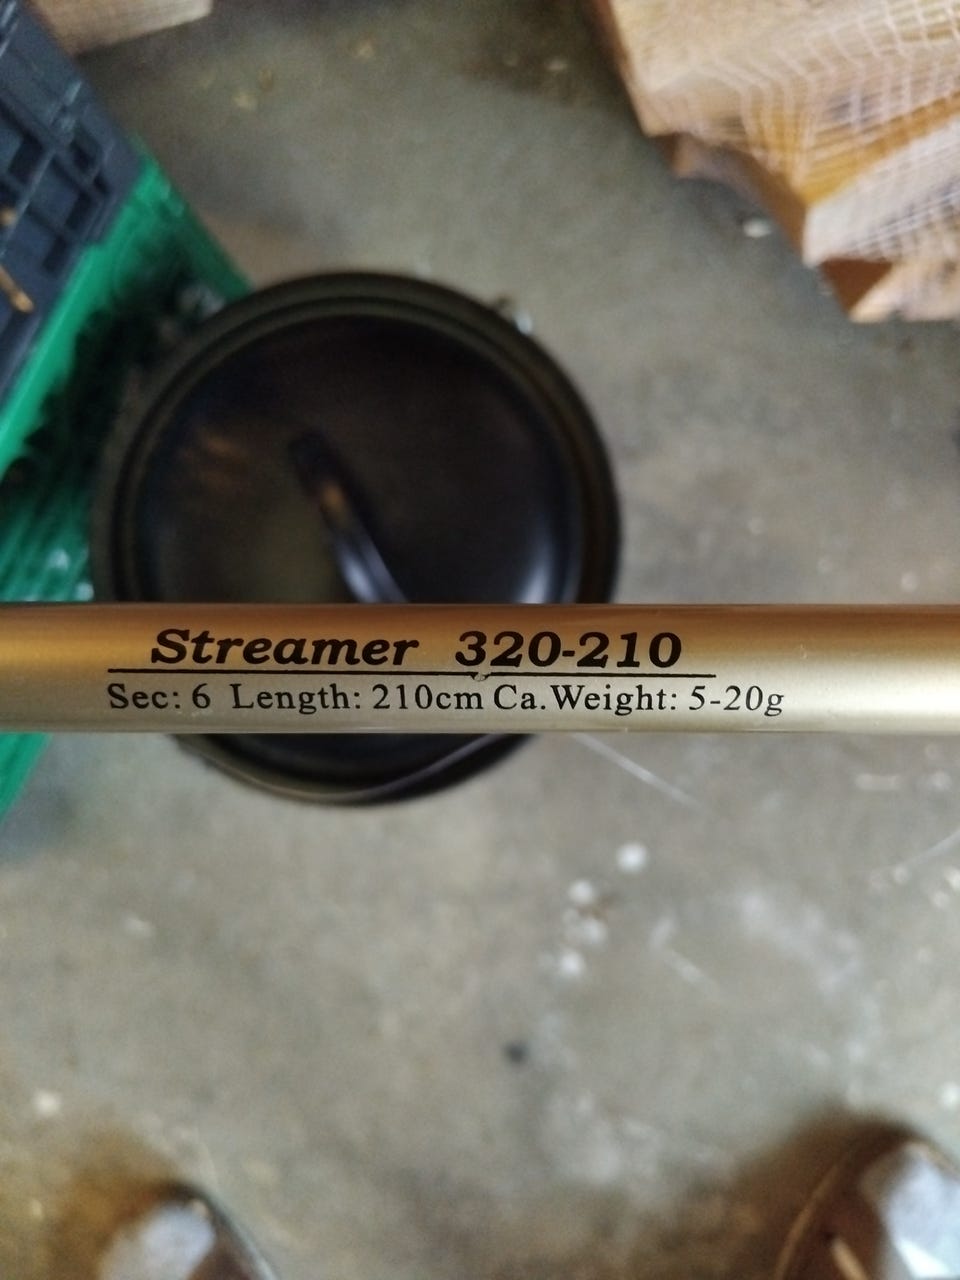 Streamer 320-210
Sec: 6 Length: 210cm Ca.Weight: 5-20g